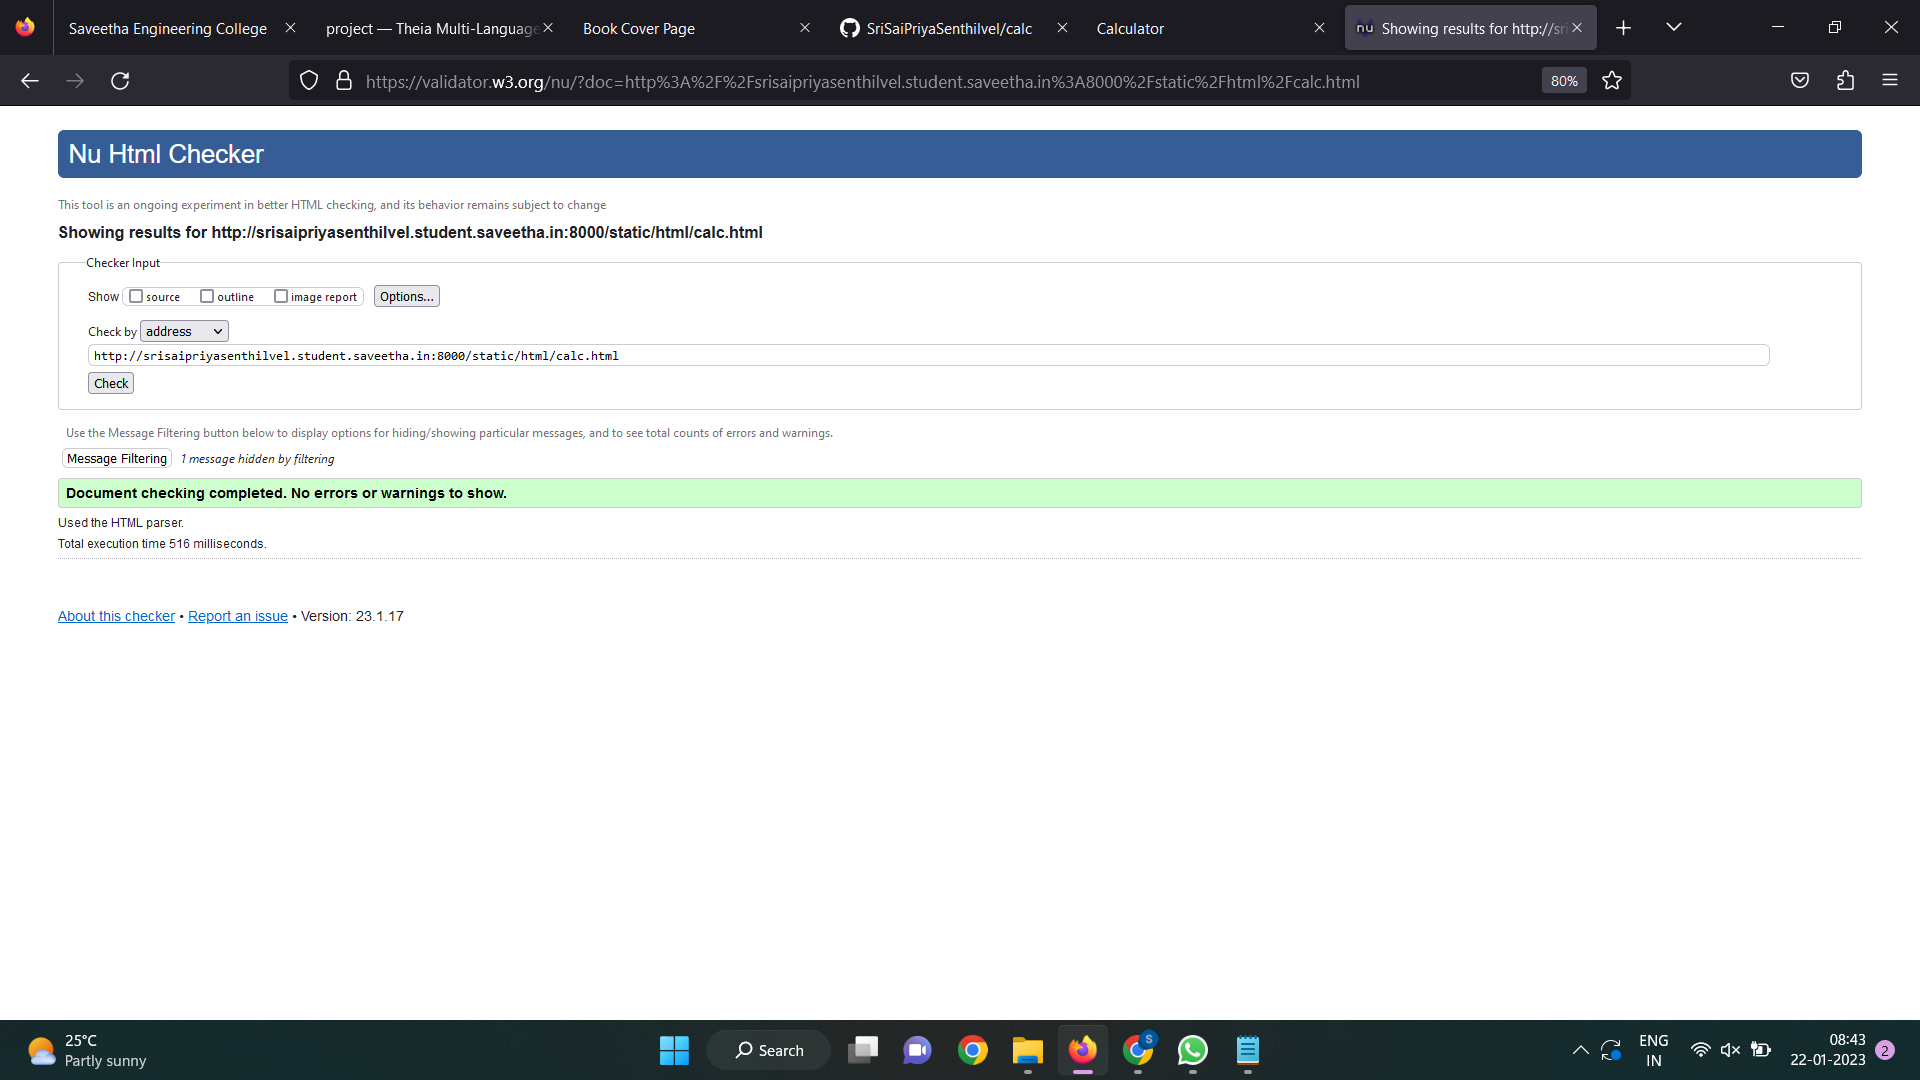 Saveetha Engineering College
project — Theia Multi-Language
Book Cover Page
SriSaiPriyaSenthilvel/calc
Calculator
nu Showing results for http://sri
https://validator.w3.org/nu/?doc=http%3A%2F%2Fsrisaipriyasenthilvel.student.saveetha.in%3A8000%2Fstatic%2Fhtml%2Fcalc.html
80%
Nu Html Checker
This tool is an ongoing experiment in better HTML checking, and its behavior remains subject to change
Showing results for http://srisaipriyasenthilvel.student.saveetha.in:8000/static/html/calc.html
Checker Input
Show source outline image report Options...
Check by address
http://srisaipriyasenthilvel.student.saveetha.in:8000/static/html/calc.html
Check
Use the Message Filtering button below to display options for hiding/showing particular messages, and to see total counts of errors and warnings.
Message Filtering 1 message hidden by filtering
Document checking completed. No errors or warnings to show.
Used the HTML parser.
Total execution time 516 milliseconds.
About this checker • Report an issue • Version: 23.1.17
25°C
Partly sunny
Search
S
ENG
IN
08:43
22-01-2023
2